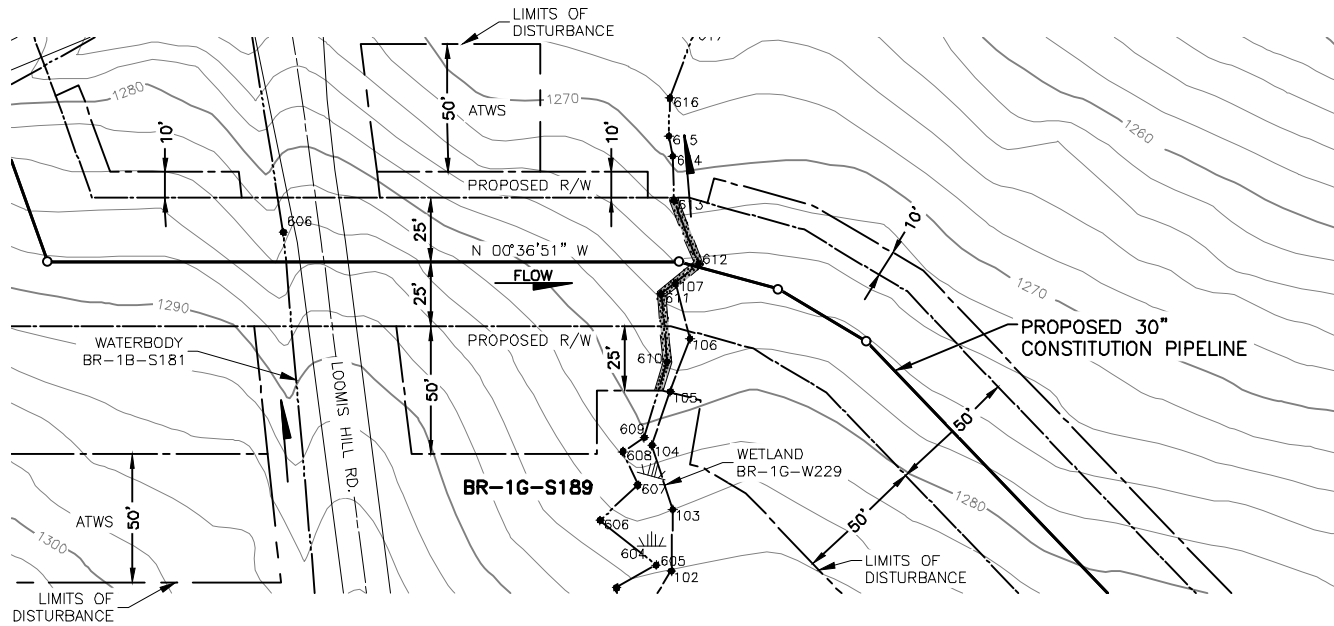 LIMITS OF
DISTURBANCE
617
1280
50'
ATWS
1270
616
1260
10'
10'
615
614
PROPOSED R/W
613
606
25'
N 00°36'51" W
612
10'
FLOW
107
611
1270
25'
1290
PROPOSED 30"
CONSTITUTION PIPELINE
WATERBODY
BR-1B-S181
PROPOSED R/W
106
25'
610
LOOMIS HILL RD.
50'
105
50'
609
104
608
WETLAND
BR-1G-W229
BR-1G-S189
607
1280
103
606
50'
ATWS
50'
1300
604
605
102
LIMITS OF
DISTURBANCE
LIMITS OF
DISTURBANCE